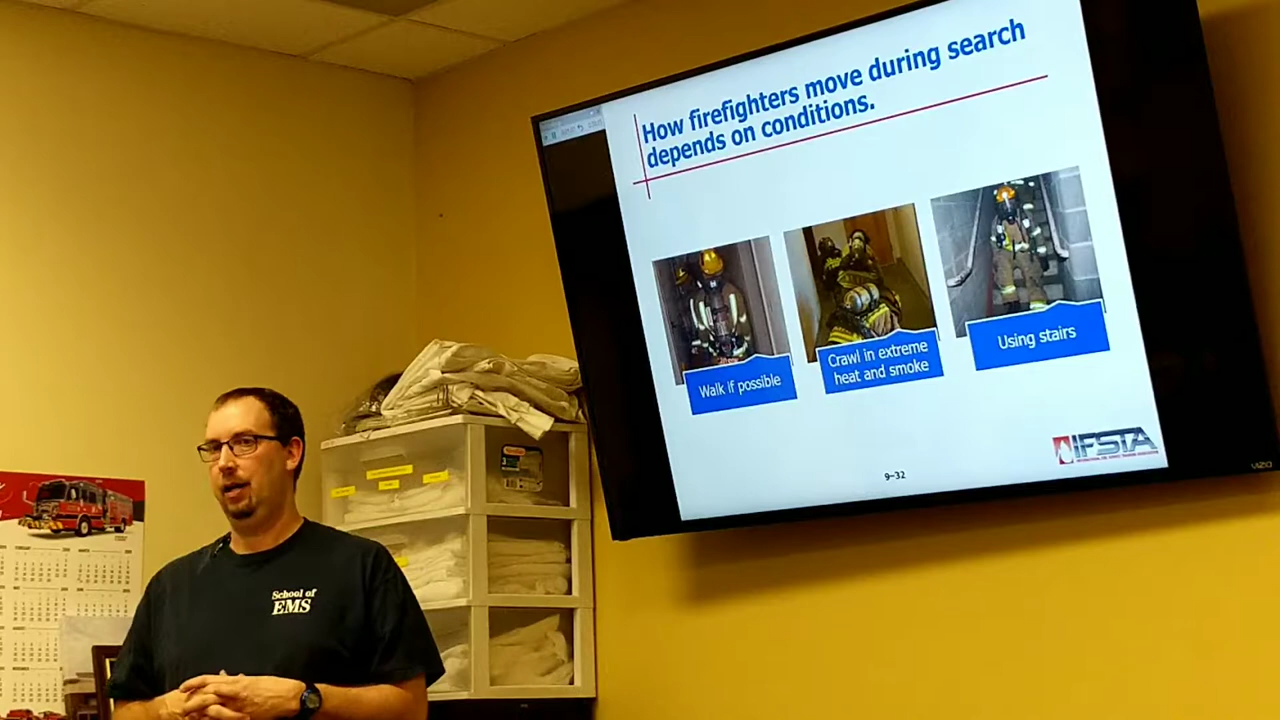 How firefighters move during search
depends on conditions.
Walk if possible
Crawl in extreme
heat and smoke
Using stairs
IFSTA
9-32
VIZIO
School of
EMS